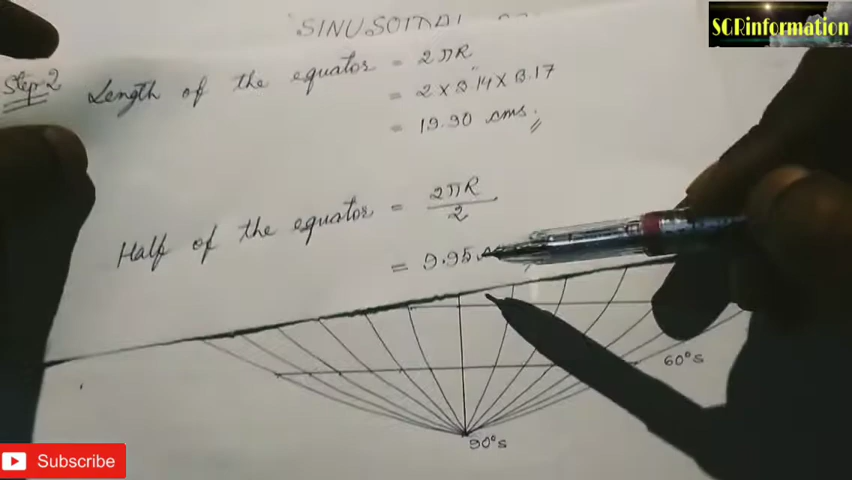 SCRinformation
SINUSOIDAL
Step 2
Length of the equator = 2πR
= 2 x 3.14 x 3.17
= 19.90 cms.
Half of the equator = 2πR
2
= 9.95
60°s
90°s
Subscribe